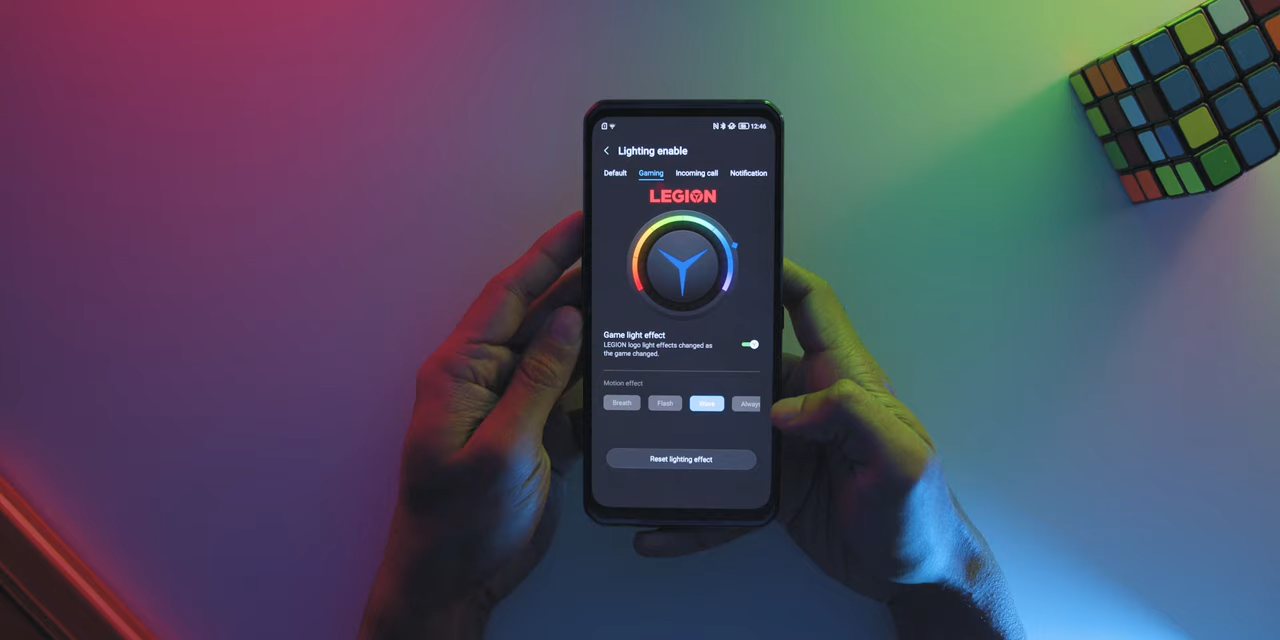 12:46
Lighting enable
Default Gaming Incoming call Notification
LEGION
Game light effect
LEGION logo light effects changed as
the game changed.
Motion effect
Breath Flash Always
Reset lighting effect